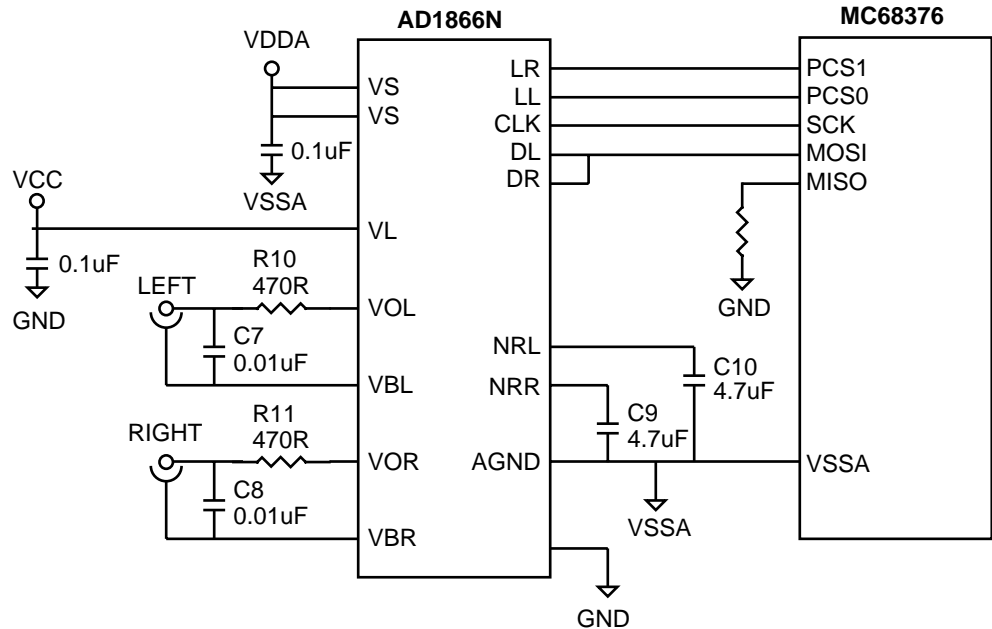 AD1866N
MC68376
VDDA
VS
VS
0.1uF
VSSA
VCC
VL
0.1uF
GND
LEFT
R10
470R
VOL
C7
0.01uF
VBL
RIGHT
R11
470R
VOR
C8
0.01uF
VBR
LR
LL
CLK
DL
DR
PCS1
PCS0
SCK
MOSI
MISO
GND
NRL
NRR
C10
4.7uF
C9
4.7uF
AGND
VSSA
VSSA
GND